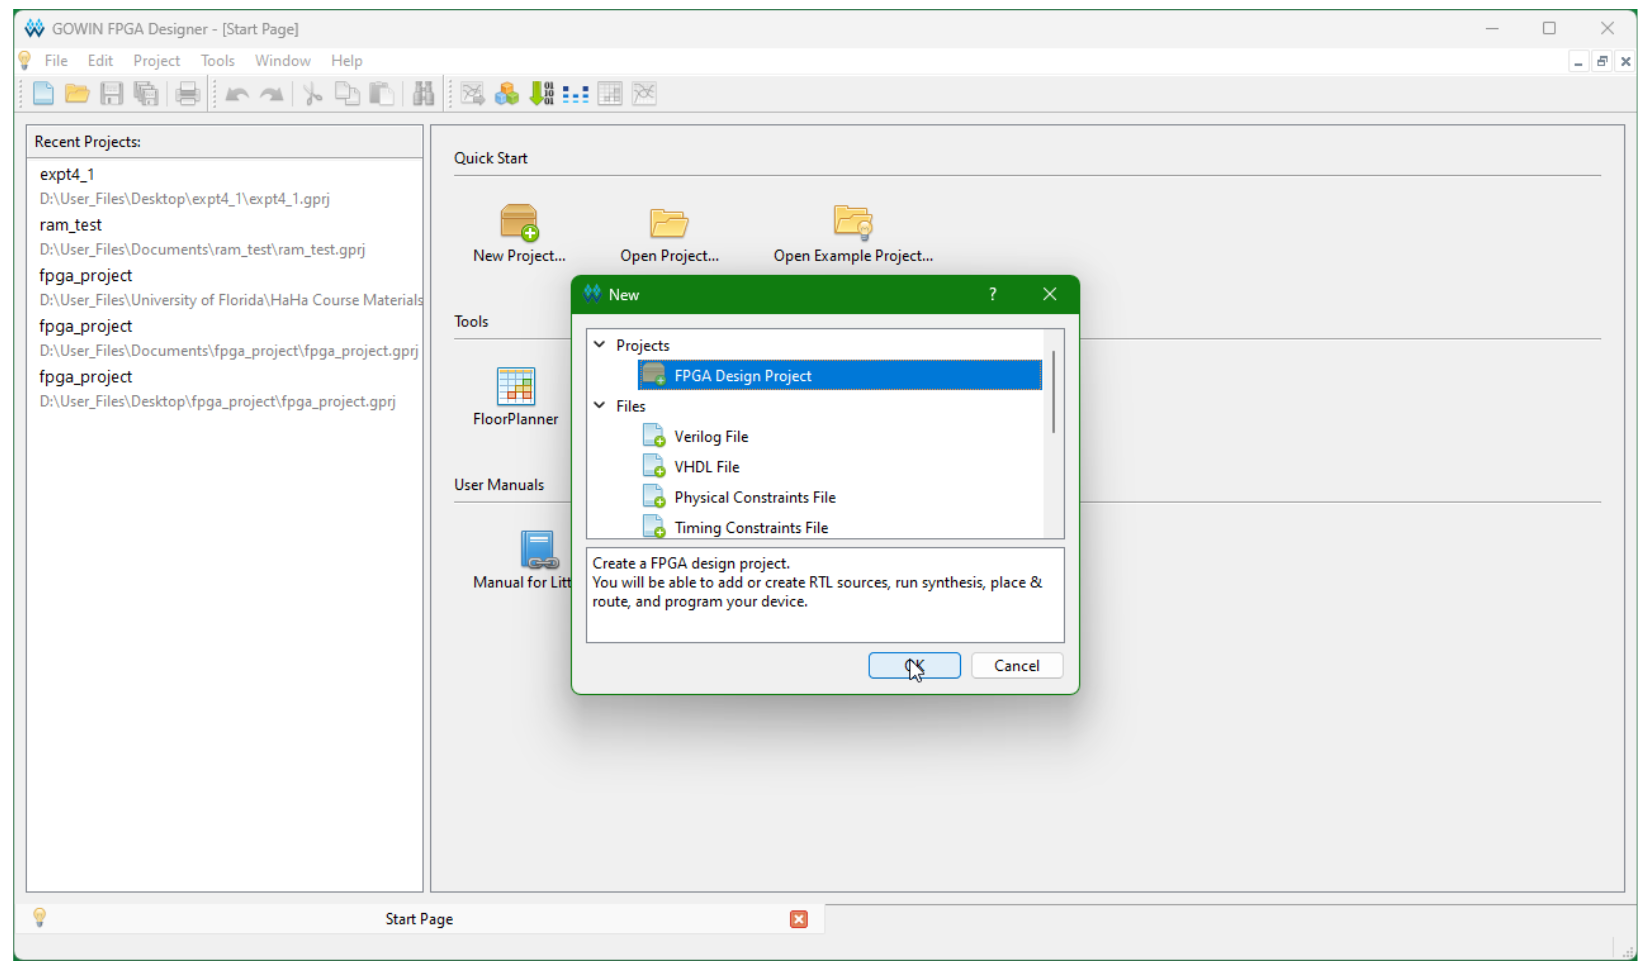 GOWIN FPGA Designer - [Start Page]
File Edit Project Tools Window Help
Recent Projects:
expt4_1
D:\User_Files\Desktop\expt4_1\expt4_1.gprj
ram_test
D:\User_Files\Documents\ram_test\ram_test.gprj
fpga_project
D:\User_Files\University of Florida\HaHa Course Materials
fpga_project
D:\User_Files\Documents\fpga_project\fpga_project.gprj
fpga_project
D:\User_Files\Desktop\fpga_project\fpga_project.gprj
Quick Start
New Project... Open Project... Open Example Project...
Tools
FloorPlanner
User Manuals
Manual for Litt
New
Projects
FPGA Design Project
Files
Verilog File
VHDL File
Physical Constraints File
Timing Constraints File
Create a FPGA design project.
You will be able to add or create RTL sources, run synthesis, place &
route, and program your device.
OK Cancel
Start Page